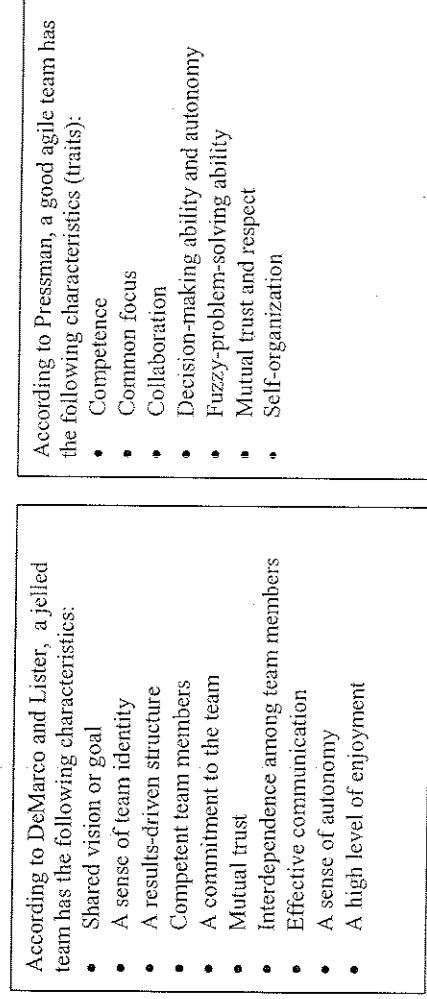 According to DeMarco and Lister, a jelled
team has the following characteristics:
• Shared vision or goal
• A sense of team identity
• A results-driven structure
• Competent team members
• A commitment to the team
• Mutual trust
• Interdependence among team members
• Effective communication
• A sense of autonomy
• A high level of enjoyment
According to Pressman, a good agile team has
the following characteristics (traits):
• Competence
• Common focus
• Collaboration
• Decision-making ability and autonomy
• Fuzzy-problem-solving ability
• Mutual trust and respect
• Self-organization